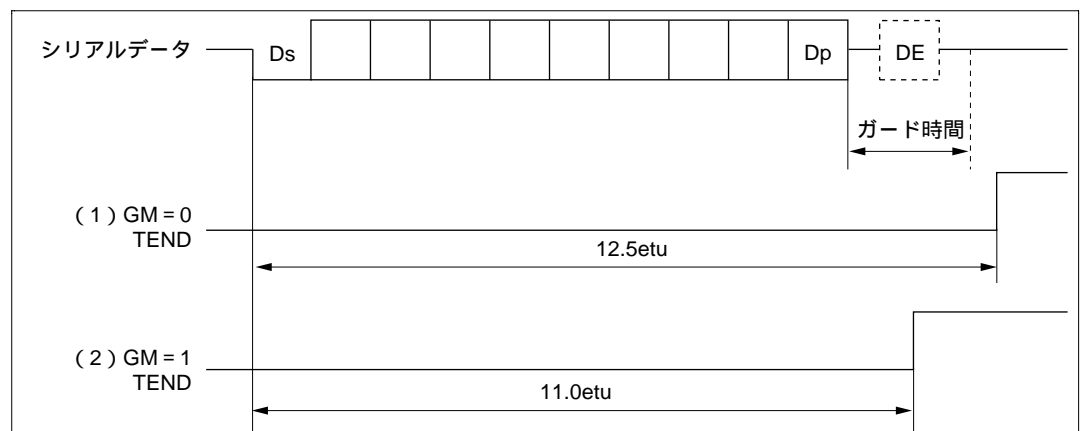 シリアルデータ
Ds
Dp
DE
ガード時間
(1)GM=0
TEND
12.5etu
(2)GM=1
TEND
11.0etu